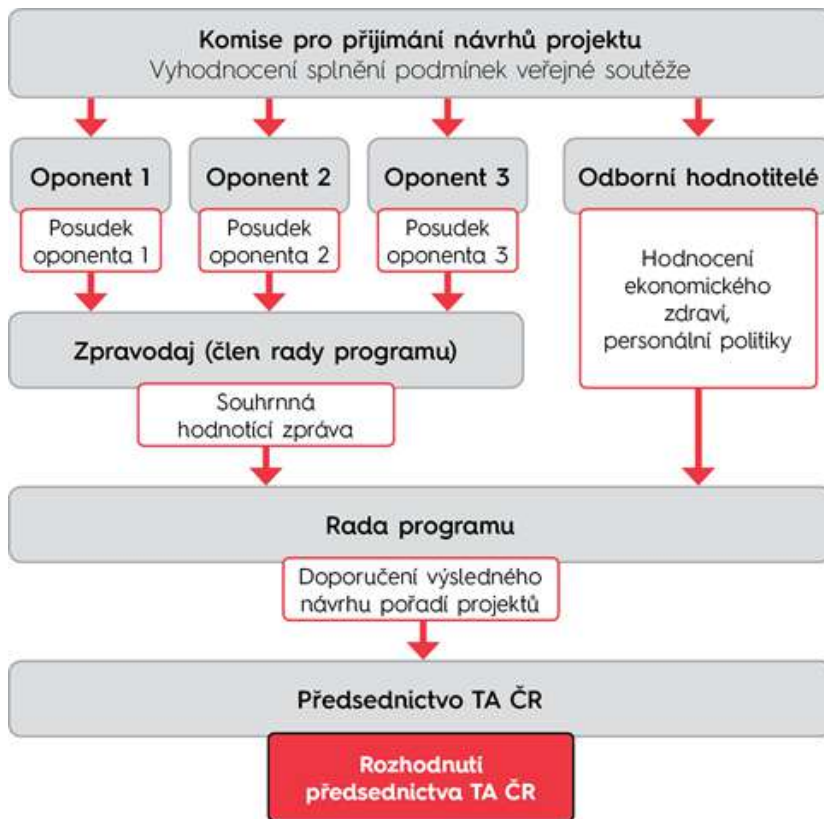 Komise pro přijímání návrhů projektu
Vyhodnocení splnění podmínek veřejné soutěže
Oponent 1
Oponent 2
Oponent 3
Odborní hodnotitelé
Posudek
oponenta 1
Posudek
oponenta 2
Posudek
oponenta 3
Hodnocení
ekonomického
zdraví,
personální politiky
Zpravodaj (člen rady programu)
Souhrnná
hodnotící zpráva
Rada programu
Doporučení výsledného
návrhu pořadí projektů
Předsednictvo TA ČR
Rozhodnutí
předsednictva TA ČR